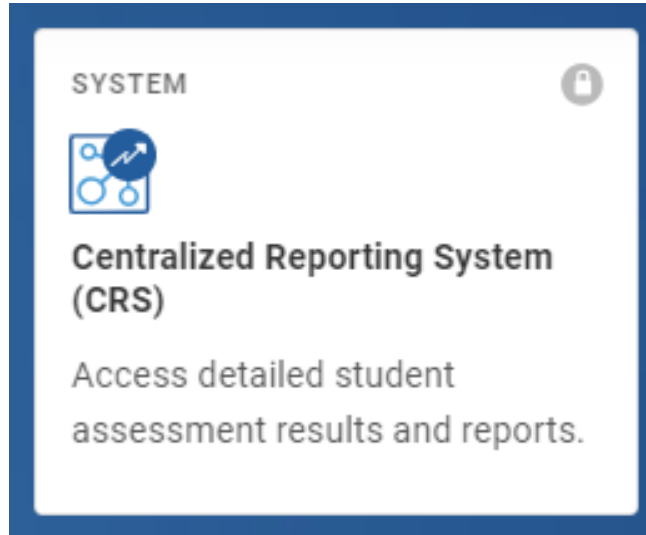 SYSTEM
Centralized Reporting System
(CRS)
Access detailed student
assessment results and reports.